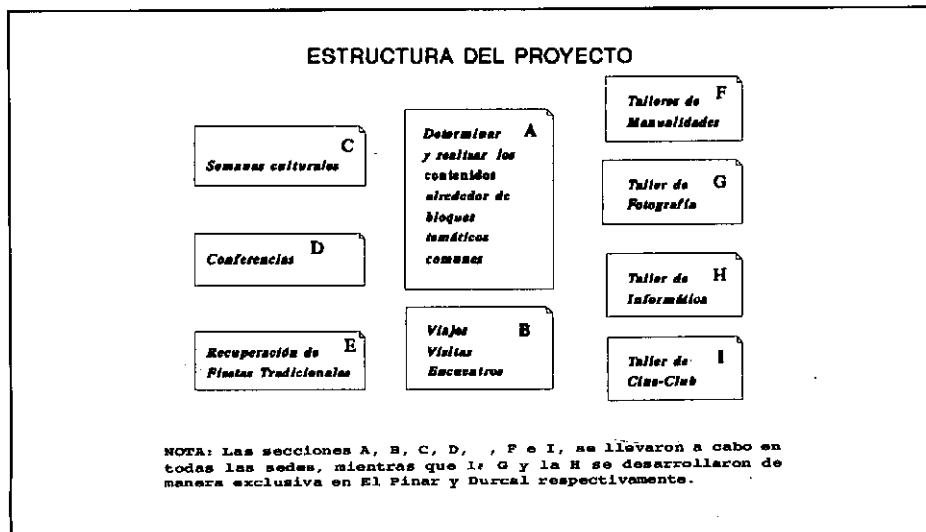 ESTRUCTURA DEL PROYECTO
C
Semanas culturales
D
Conferencias
E
Recuperación de
Fiestas Tradicionales
A
Determinar
y realizar los
contenidos
alrededor de
bloques
temáticos
comunes
B
Viajes
Visitas
Encuentros
F
Talleres de
Manualidades
G
Taller de
Fotografía
H
Taller de
Informática
I
Taller de
Cine-Club
NOTA: Las secciones A, B, C, D, , F e I, se llevaron a cabo en
todas las sedes, mientras que G y la H se desarrollaron de
manera exclusiva en El Pinar y Durcal respectivamente.